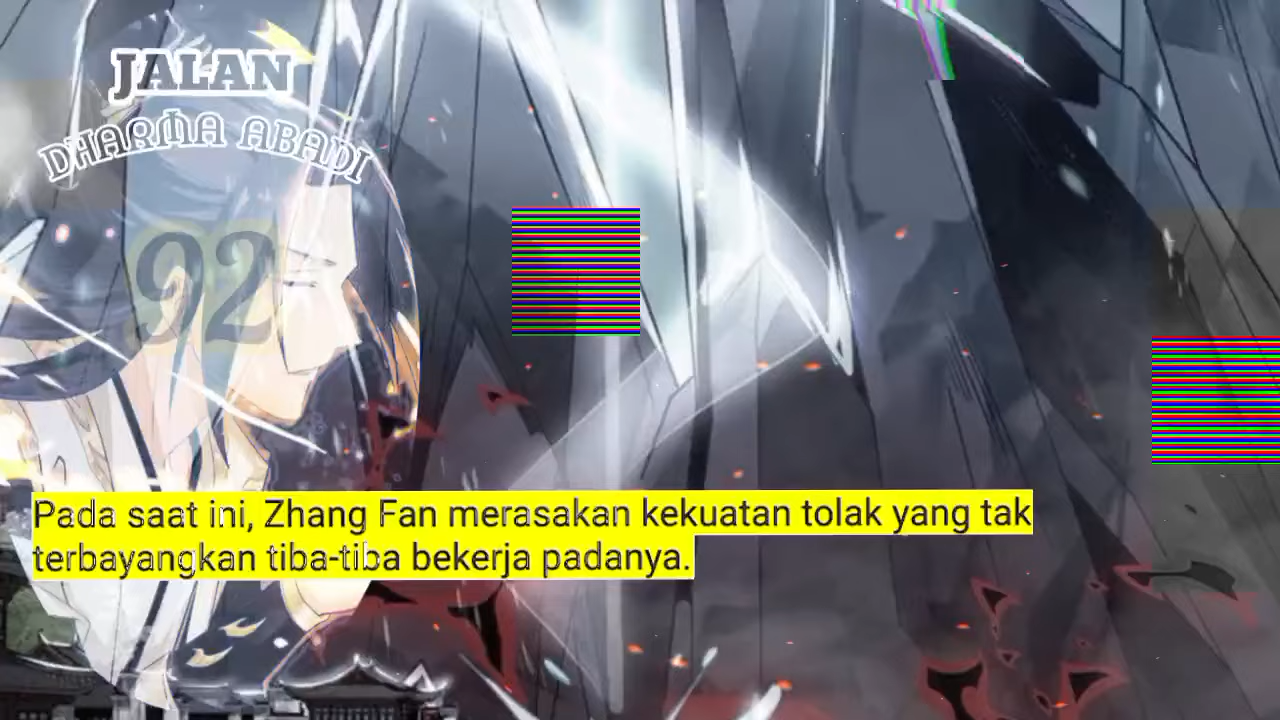 JALAN
DHARMA ABADI
92
Pada saat ini, Zhang Fan merasakan kekuatan tolak yang tak
terbayangkan tiba-tiba bekerja padanya.